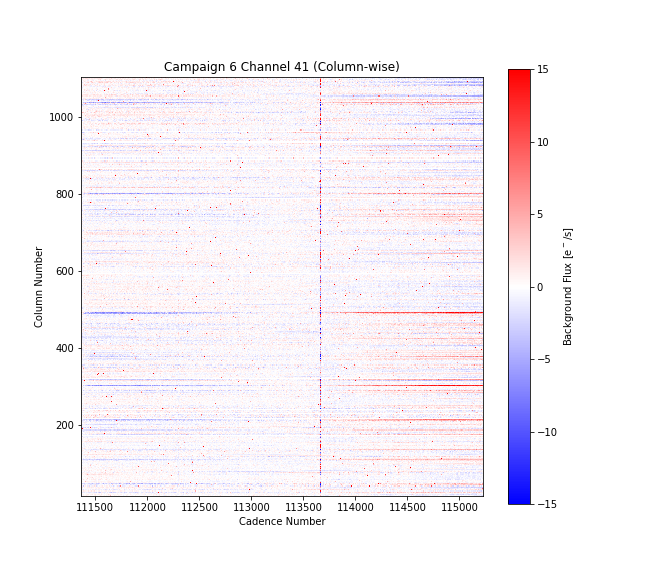 Campaign 6 Channel 41 (Column-wise)
1000
800
600
400
200
Column Number
111500 112000 112500 113000 113500 114000 114500 115000
Cadence Number
15
10
5
0
−5
−10
−15
Background Flux [e⁻/s]